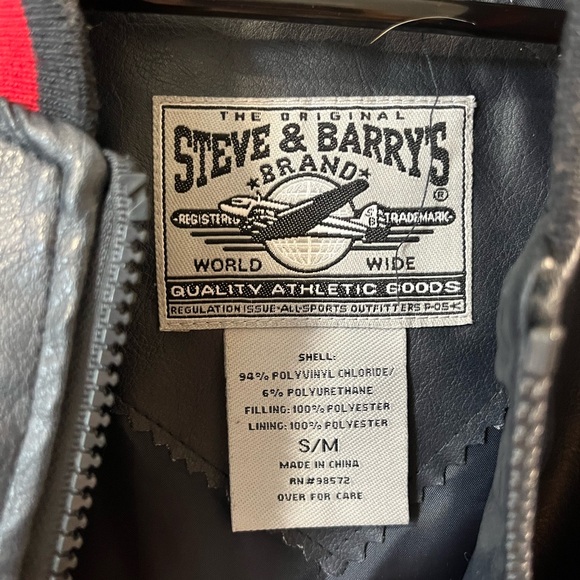 THE ORIGINAL
STEVE & BARRY'S
BRAND
REGISTERED TRADEMARK ®
S B
WORLD WIDE
QUALITY ATHLETIC GOODS
REGULATION ISSUE-ALL-SPORTS OUTFITTERS P-05-K
SHELL:
94% POLYVINYL CHLORIDE/
6% POLYURETHANE
FILLING: 100% POLYESTER
LINING: 100% POLYESTER
S/M
MADE IN CHINA
RN#98572
OVER FOR CARE